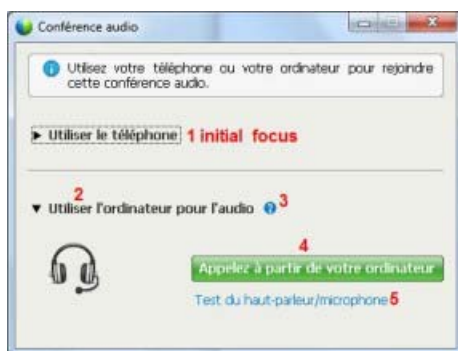 Conférence audio
Utilisez votre téléphone ou votre ordinateur pour rejoindre
cette conférence audio.
Utiliser le téléphone 1 initial focus
2
Utiliser l'ordinateur pour l'audio 3
4
Appelez à partir de votre ordinateur
Test du haut-parleur/microphone 5